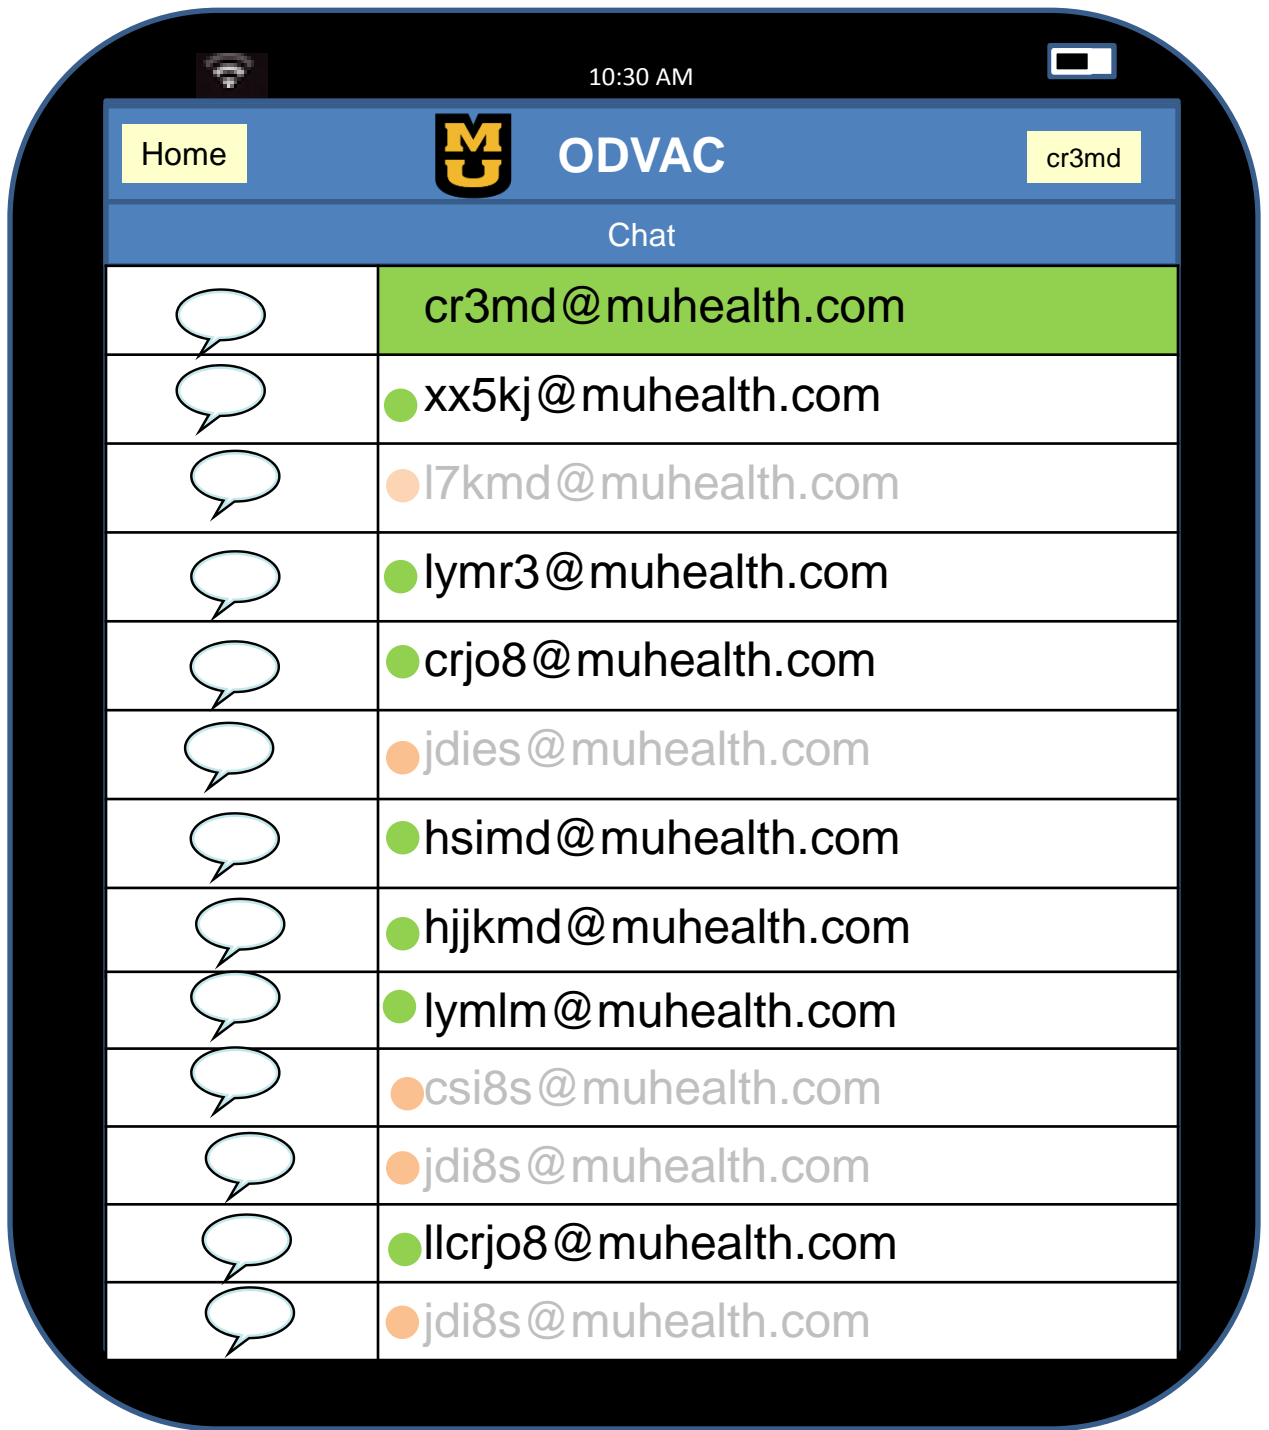 10:30 AM
Home
MU
ODVAC
cr3md
Chat
cr3md@muhealth.com
xx5kj@muhealth.com
l7kmd@muhealth.com
lymr3@muhealth.com
crjo8@muhealth.com
jdies@muhealth.com
hsimd@muhealth.com
hjjkmd@muhealth.com
lymlm@muhealth.com
csi8s@muhealth.com
jdi8s@muhealth.com
llcrjo8@muhealth.com
jdi8s@muhealth.com